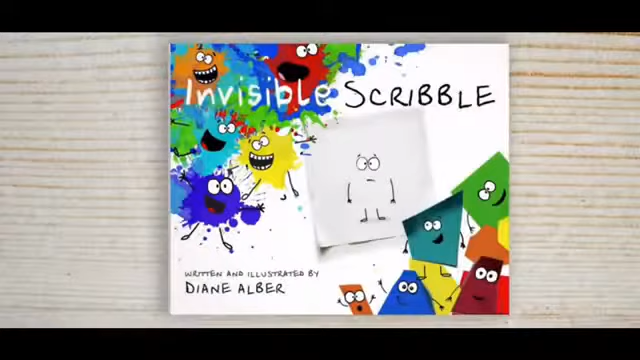 Invisible SCRIBBLE
WRITTEN AND ILLUSTRATED BY
DIANE ALBER